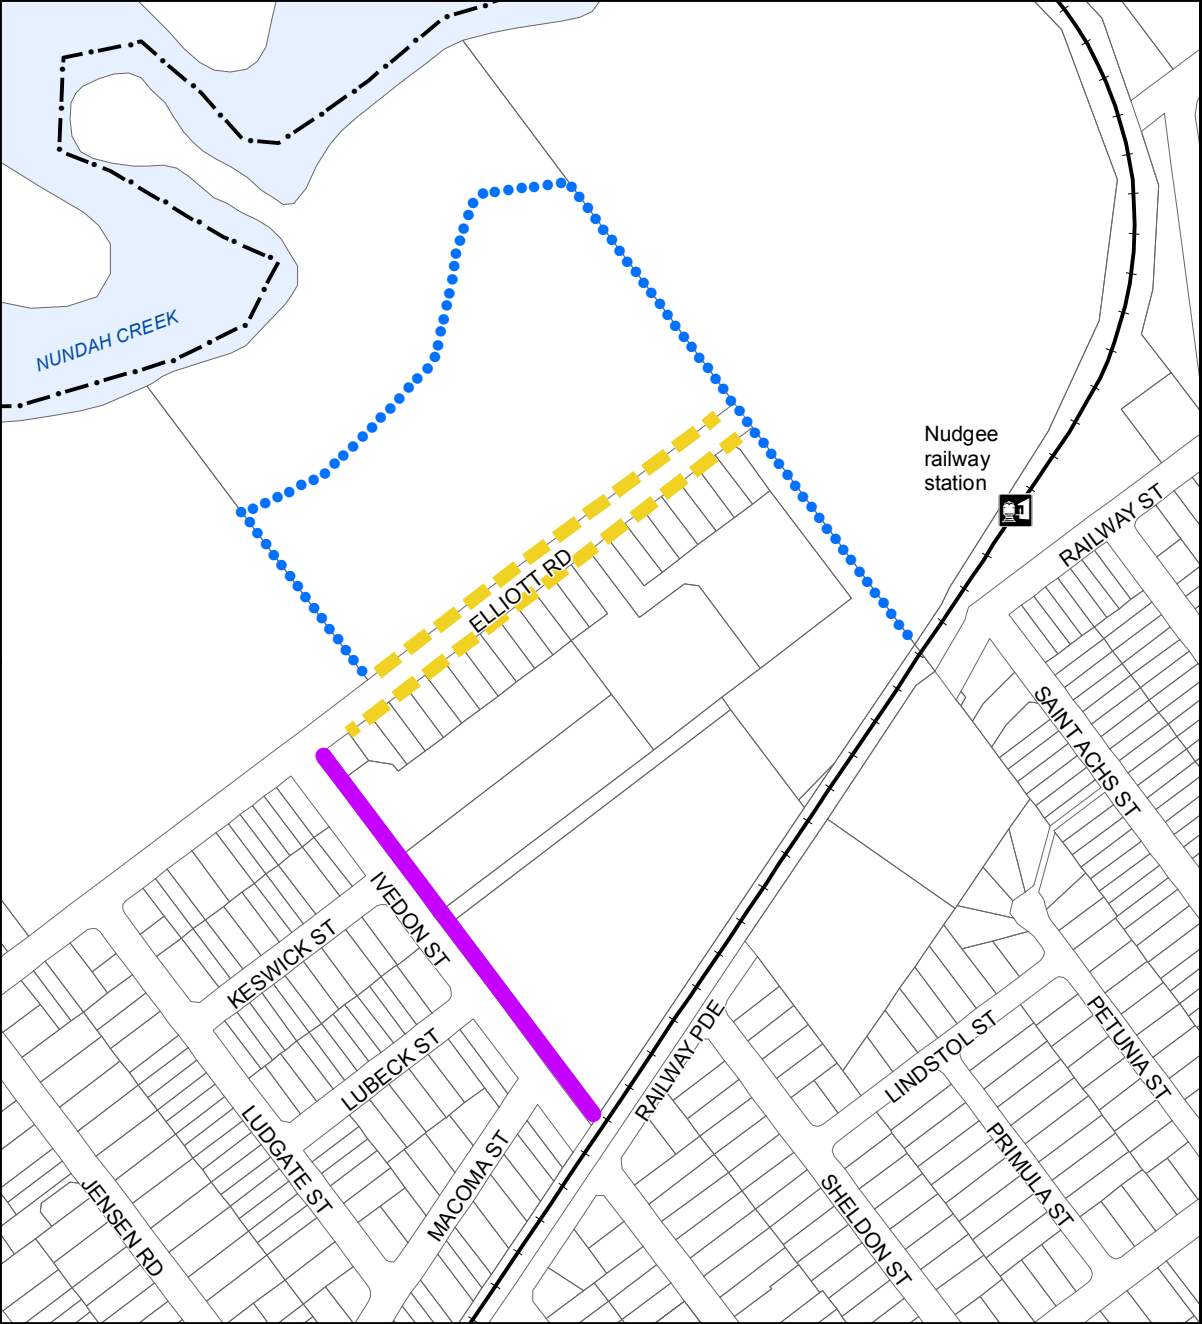 NUNDAH CREEK
Nudgee
railway
station
RAILWAY ST
ELLIOTT RD
SAINT ACHS ST
IVEDON ST
KESWICK ST
LUBECK ST
RAILWAY PDE
LINDSTOL ST
PETUNIA ST
LUDGATE ST
MACOMA ST
PRIMULA ST
JENSEN RD
SHELDON ST